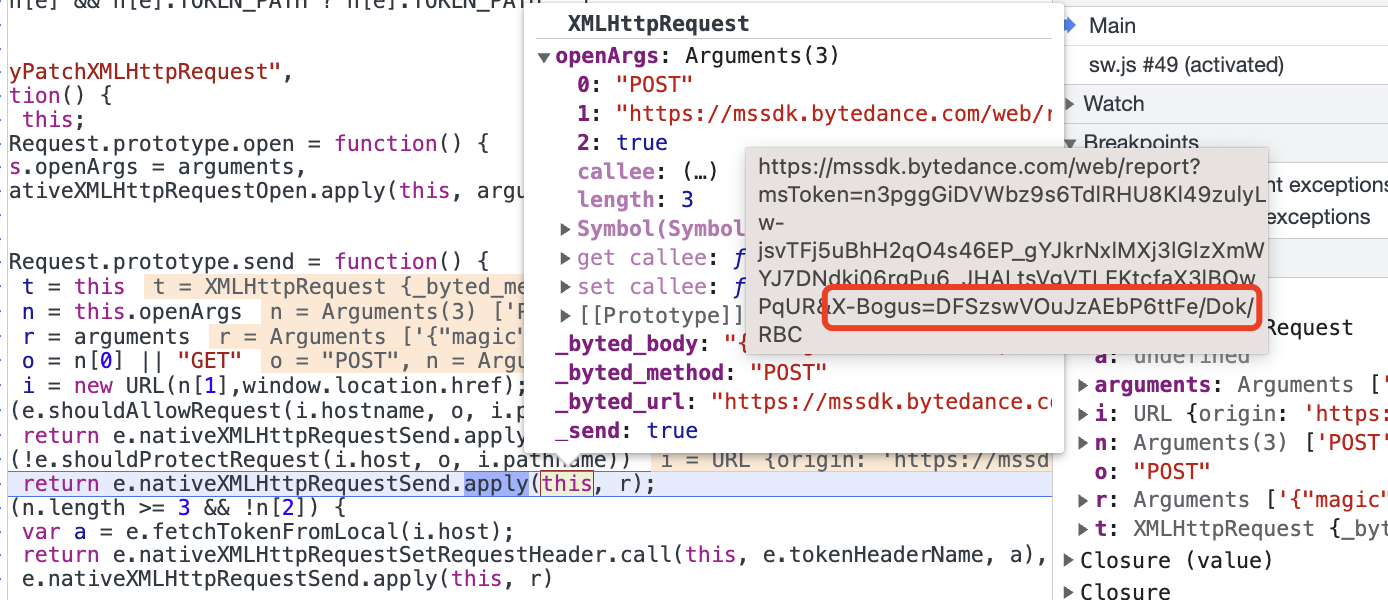 n[e] && n[e].TOKEN_PATH ? n[e].TOKEN_PATH
yPatchXMLHttpRequest",
tion() {
this;
Request.prototype.open = function() {
s.openArgs = arguments,
ativeXMLHttpRequestOpen.apply(this, argu
Request.prototype.send = function() {
t = this t = XMLHttpRequest {_byted_me
n = this.openArgs n = Arguments(3) ['P
r = arguments r = Arguments ['{"magic'
o = n[0] || "GET" o = "POST", n = Argu
i = new URL(n[1],window.location.href);
(e.shouldAllowRequest(i.hostname, o, i.p
return e.nativeXMLHttpRequestSend.apply
(!e.shouldProtectRequest(i.host, o, i.pathname)) i = URL {origin: 'https://mssd
return e.nativeXMLHttpRequestSend.apply(this, r);
(n.length >= 3 && !n[2]) {
var a = e.fetchTokenFromLocal(i.host);
return e.nativeXMLHttpRequestSetRequestHeader.call(this, e.tokenHeaderName, a),
e.nativeXMLHttpRequestSend.apply(this, r)
XMLHttpRequest
openArgs: Arguments(3)
0: "POST"
1: "https://mssdk.bytedance.com/web/r
2: true
callee: (…)
length: 3
Symbol(Symbol
get callee: f
set callee: f
[[Prototype]]
_byted_body: "{
_byted_method: "POST"
_byted_url: "https://mssdk.bytedance.co
_send: true
https://mssdk.bytedance.com/web/report?
msToken=n3pggGiDVWbz9s6TdlRHU8Kl49zulyL
w-
jsvTFj5uBhH2qO4s46EP_gYJkrNxlMXj3lGlzXmW
YJ7DNdki06rgPu6_JHALtsVgVTLFKtcfaX3lBQw
PqUR&X-Bogus=DFSzswVOuJzAEbP6ttFe/Dok/
RBC
Main
sw.js #49 (activated)
Watch
Breakpoints
nt exceptions
exceptions
Request
a: undefined
arguments: Arguments ['
i: URL {origin: 'https:
n: Arguments(3) ['POST'
o: "POST"
r: Arguments ['{"magic"
t: XMLHttpRequest {_byt
Closure (value)
Closure